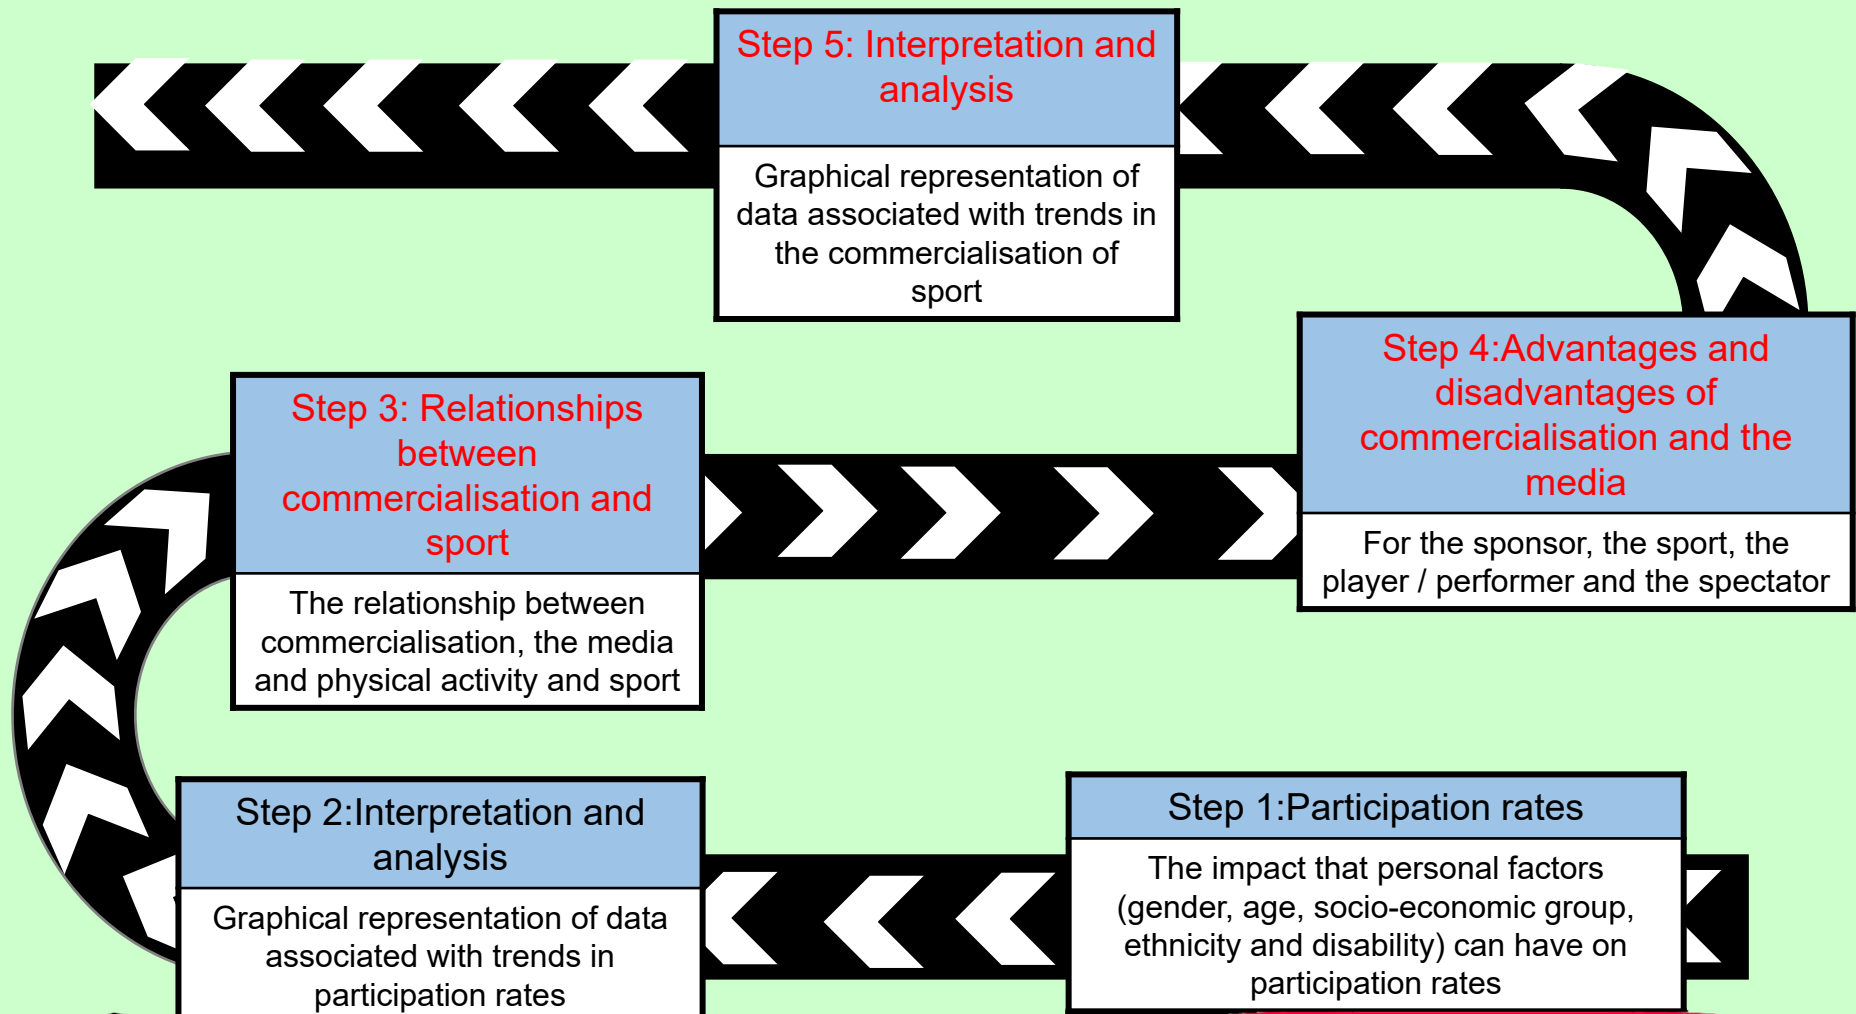 Step 5: Interpretation and
analysis
Graphical representation of
data associated with trends in
the commercialisation of
sport
Step 4:Advantages and
disadvantages of
commercialisation and the
media
For the sponsor, the sport, the
player / performer and the spectator
Step 3: Relationships
between
commercialisation and
sport
The relationship between
commercialisation, the media
and physical activity and sport
Step 2:Interpretation and
analysis
Graphical representation of data
associated with trends in
participation rates
Step 1:Participation rates
The impact that personal factors
(gender, age, socio-economic group,
ethnicity and disability) can have on
participation rates